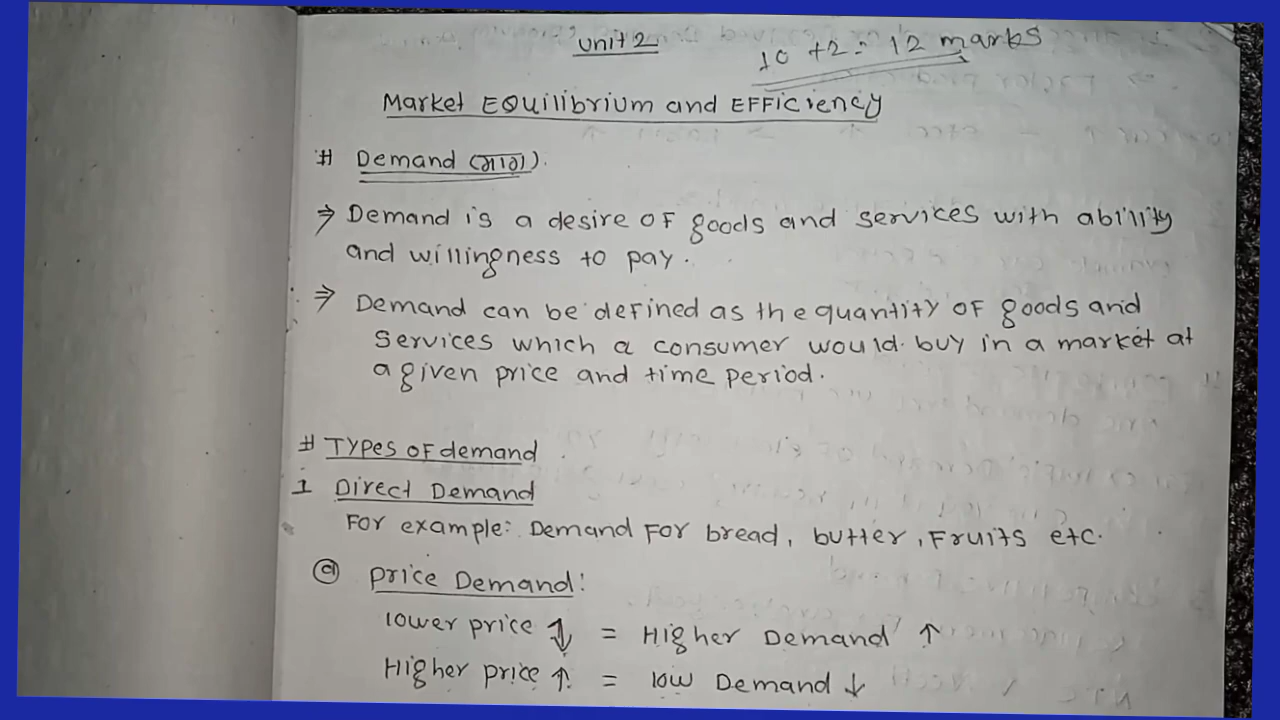 Unit 2
10 + 2 = 12 marks
Market Equilibrium and Efficiency
# Demand (माग).
⇒ Demand is a desire of goods and services with ability
and willingness to pay.
⇒ Demand can be defined as the quantity of goods and
services which a consumer would buy in a market at
a given price and time period.
# Types of demand
1 Direct Demand
For example: Demand for bread, butter, fruits etc.
ⓐ Price Demand:
lower price ↓ = Higher Demand ↑
Higher price ↑ = low Demand ↓